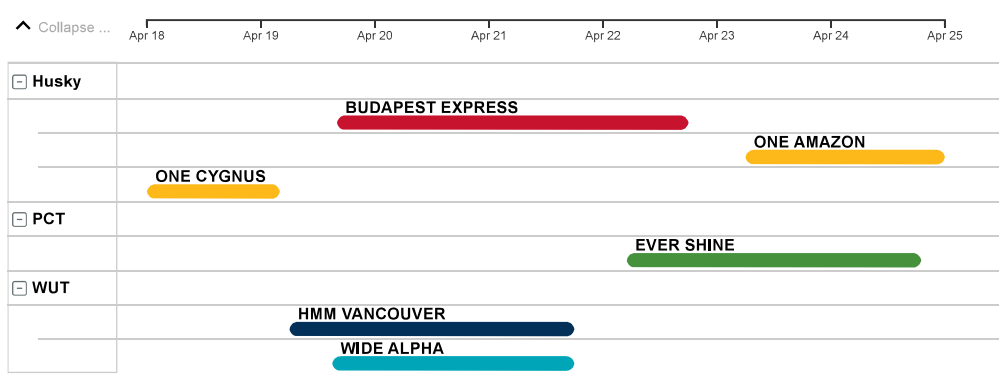 Collapse ...
Apr 18 Apr 19 Apr 20 Apr 21 Apr 22 Apr 23 Apr 24 Apr 25
Husky
BUDAPEST EXPRESS
ONE AMAZON
ONE CYGNUS
PCT
EVER SHINE
WUT
HMM VANCOUVER
WIDE ALPHA